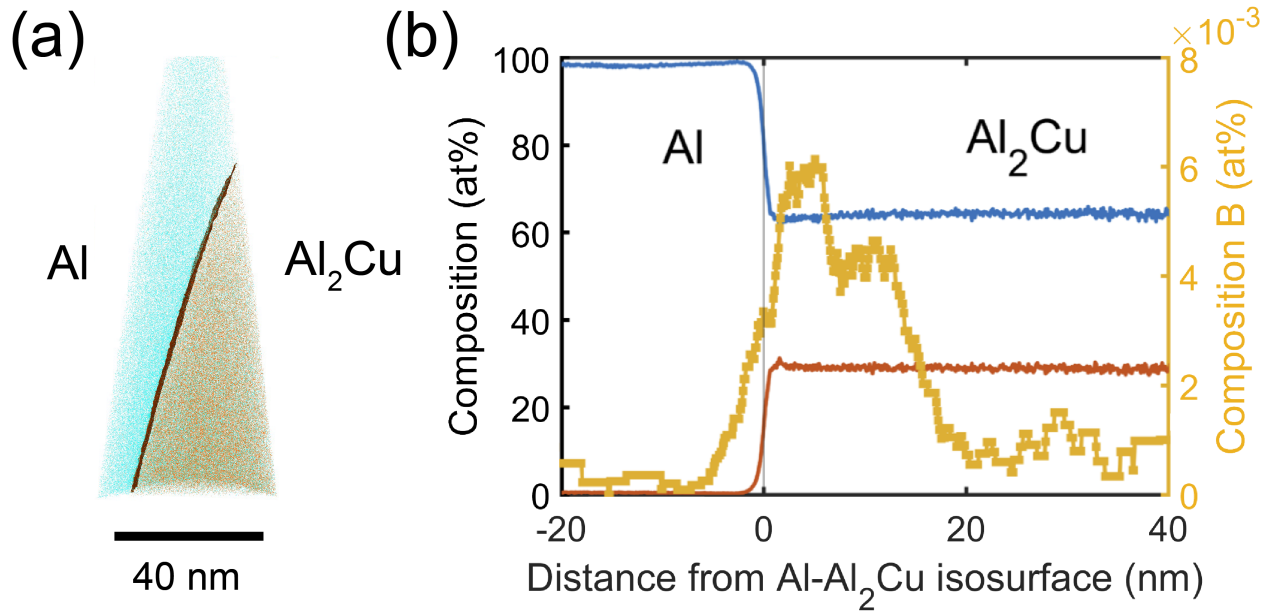 (a)
Al
Al₂Cu
40 nm
(b)
×10⁻³
100
80
60
40
20
0
Composition (at%)
Al
Al₂Cu
8
6
4
2
0
Composition B (at%)
-20
0
20
40
Distance from Al-Al₂Cu isosurface (nm)